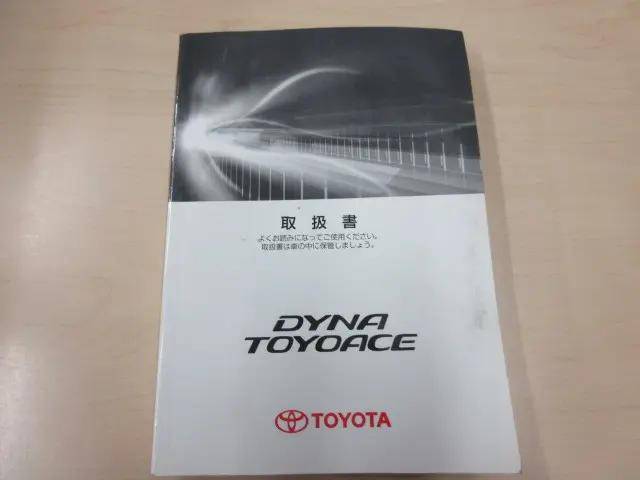 取扱書
よくお読みになってご使用ください。
取扱書は車の中に保管しましょう。
DYNA
TOYOACE
TOYOTA